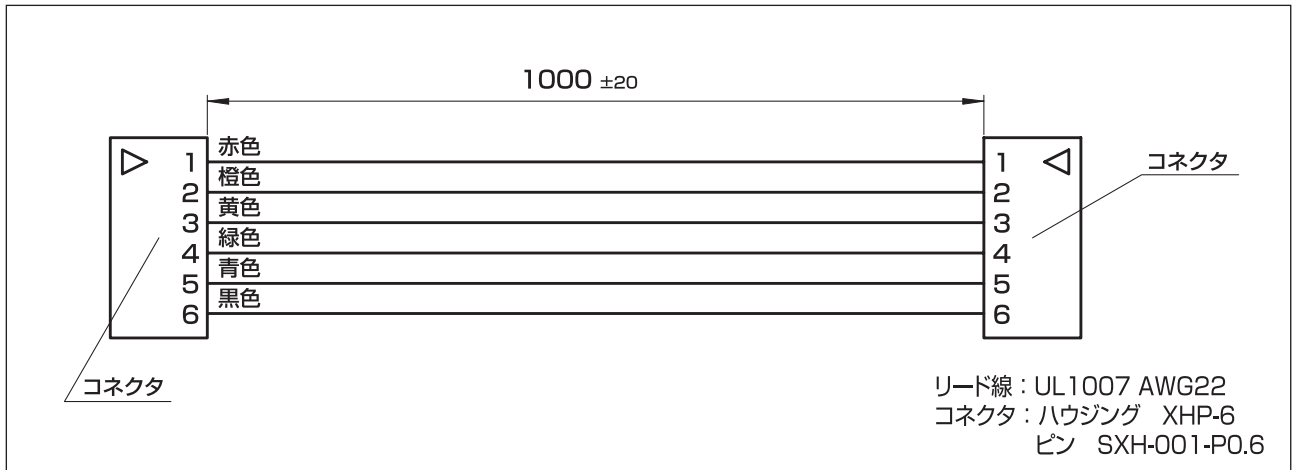 1000 ±20
1 赤色 1
2 橙色 2
3 黄色 3
4 緑色 4
5 青色 5
6 黒色 6
コネクタ
コネクタ
リード線：UL1007 AWG22
コネクタ：ハウジング XHP-6
ピン SXH-001-P0.6